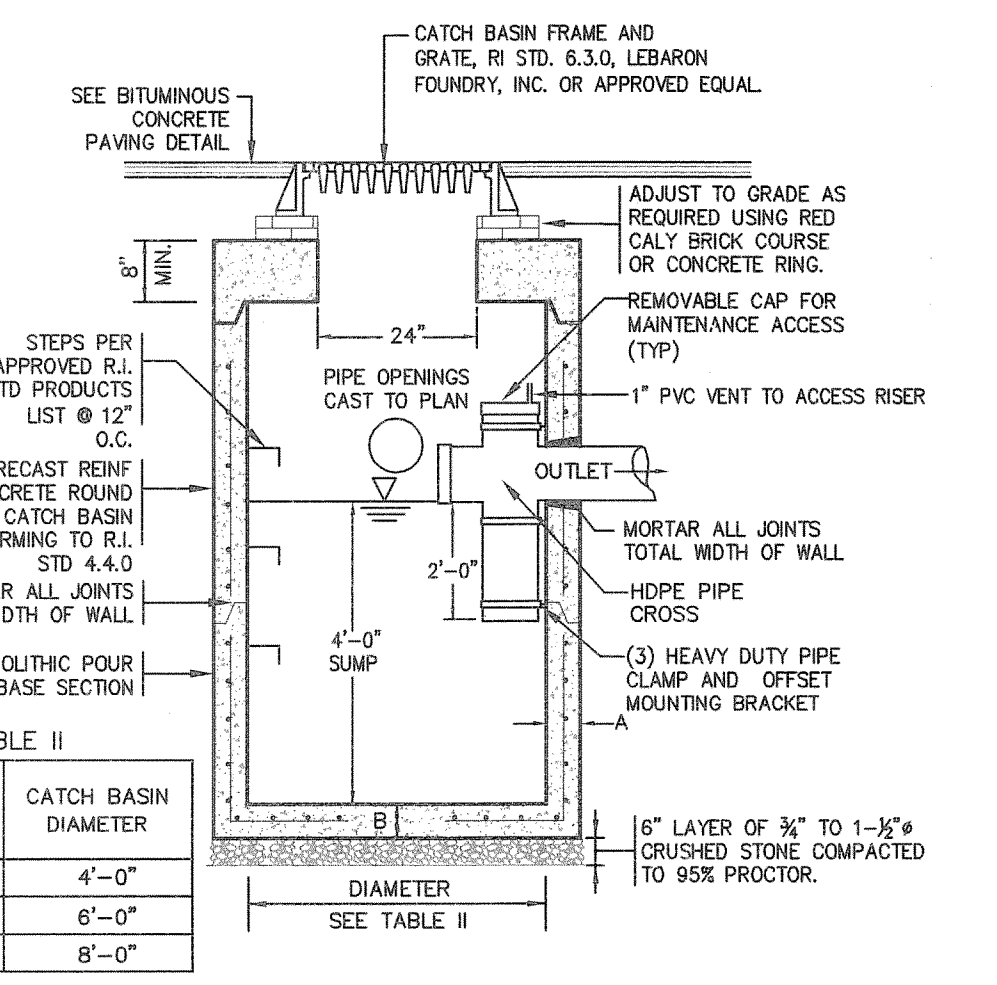 CATCH BASIN FRAME AND
GRATE, RI STD. 6.3.0, LEBARON
FOUNDRY, INC. OR APPROVED EQUAL.
SEE BITUMINOUS
CONCRETE
PAVING DETAIL
ADJUST TO GRADE AS
REQUIRED USING RED
CALY BRICK COURSE
OR CONCRETE RING.
8"
MIN.
24"
REMOVABLE CAP FOR
MAINTENANCE ACCESS
(TYP)
STEPS PER
APPROVED R.I.
TD PRODUCTS
LIST @ 12"
O.C.
PIPE OPENINGS
CAST TO PLAN
1" PVC VENT TO ACCESS RISER
OUTLET
RECAST REINF
CRETE ROUND
CATCH BASIN
RMING TO R.I.
STD 4.4.0
MORTAR ALL JOINTS
TOTAL WIDTH OF WALL
2'-0"
HDPE PIPE
CROSS
R ALL JOINTS
DTH OF WALL
4'-0"
SUMP
(3) HEAVY DUTY PIPE
CLAMP AND OFFSET
MOUNTING BRACKET
OLITHIC POUR
BASE SECTION
A
BLE II
CATCH BASIN
DIAMETER
4'-0"
6'-0"
8'-0"
B
6" LAYER OF ¾" TO 1-½"ø
CRUSHED STONE COMPACTED
TO 95% PROCTOR.
DIAMETER
SEE TABLE II